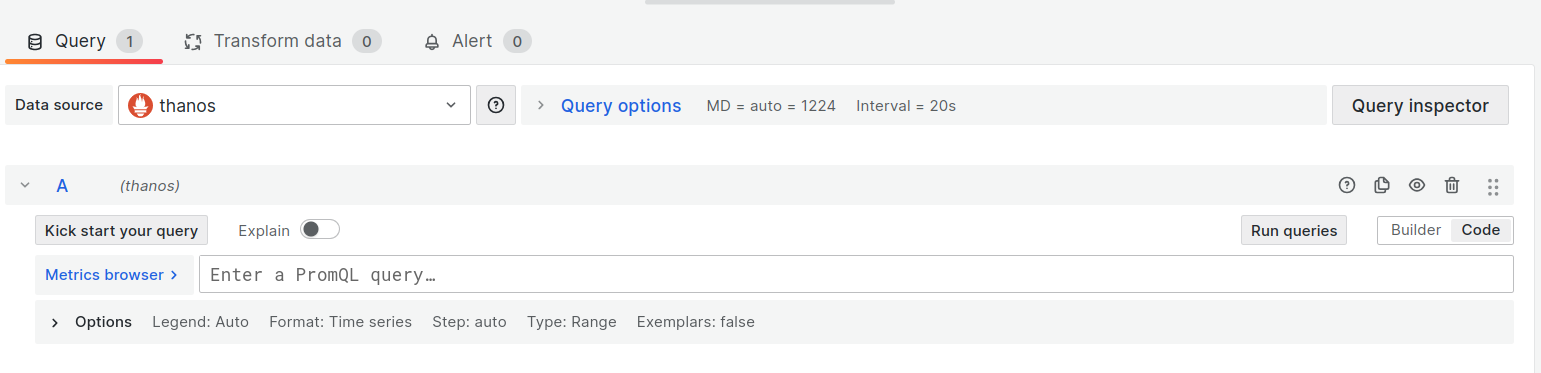 Query 1 Transform data 0 Alert 0
Data source thanos Query options MD = auto = 1224 Interval = 20s Query inspector
A (thanos)
Kick start your query Explain Run queries Builder Code
Metrics browser > Enter a PromQL query…
Options Legend: Auto Format: Time series Step: auto Type: Range Exemplars: false